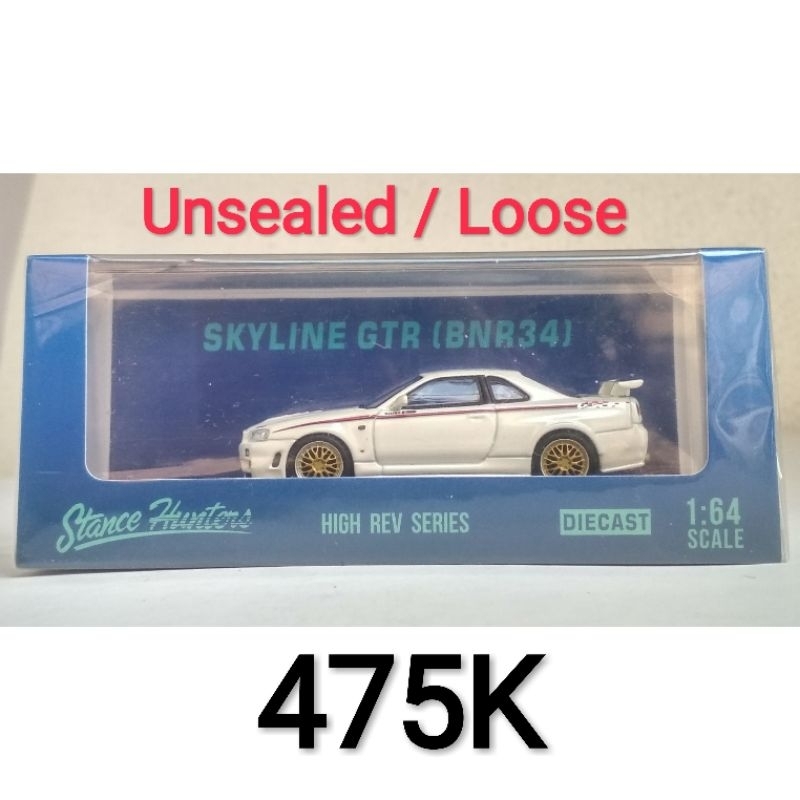 Unsealed / Loose
SKYLINE GTR (BNR34)
Stance Hunters
HIGH REV SERIES
DIECAST
1:64
SCALE
475K